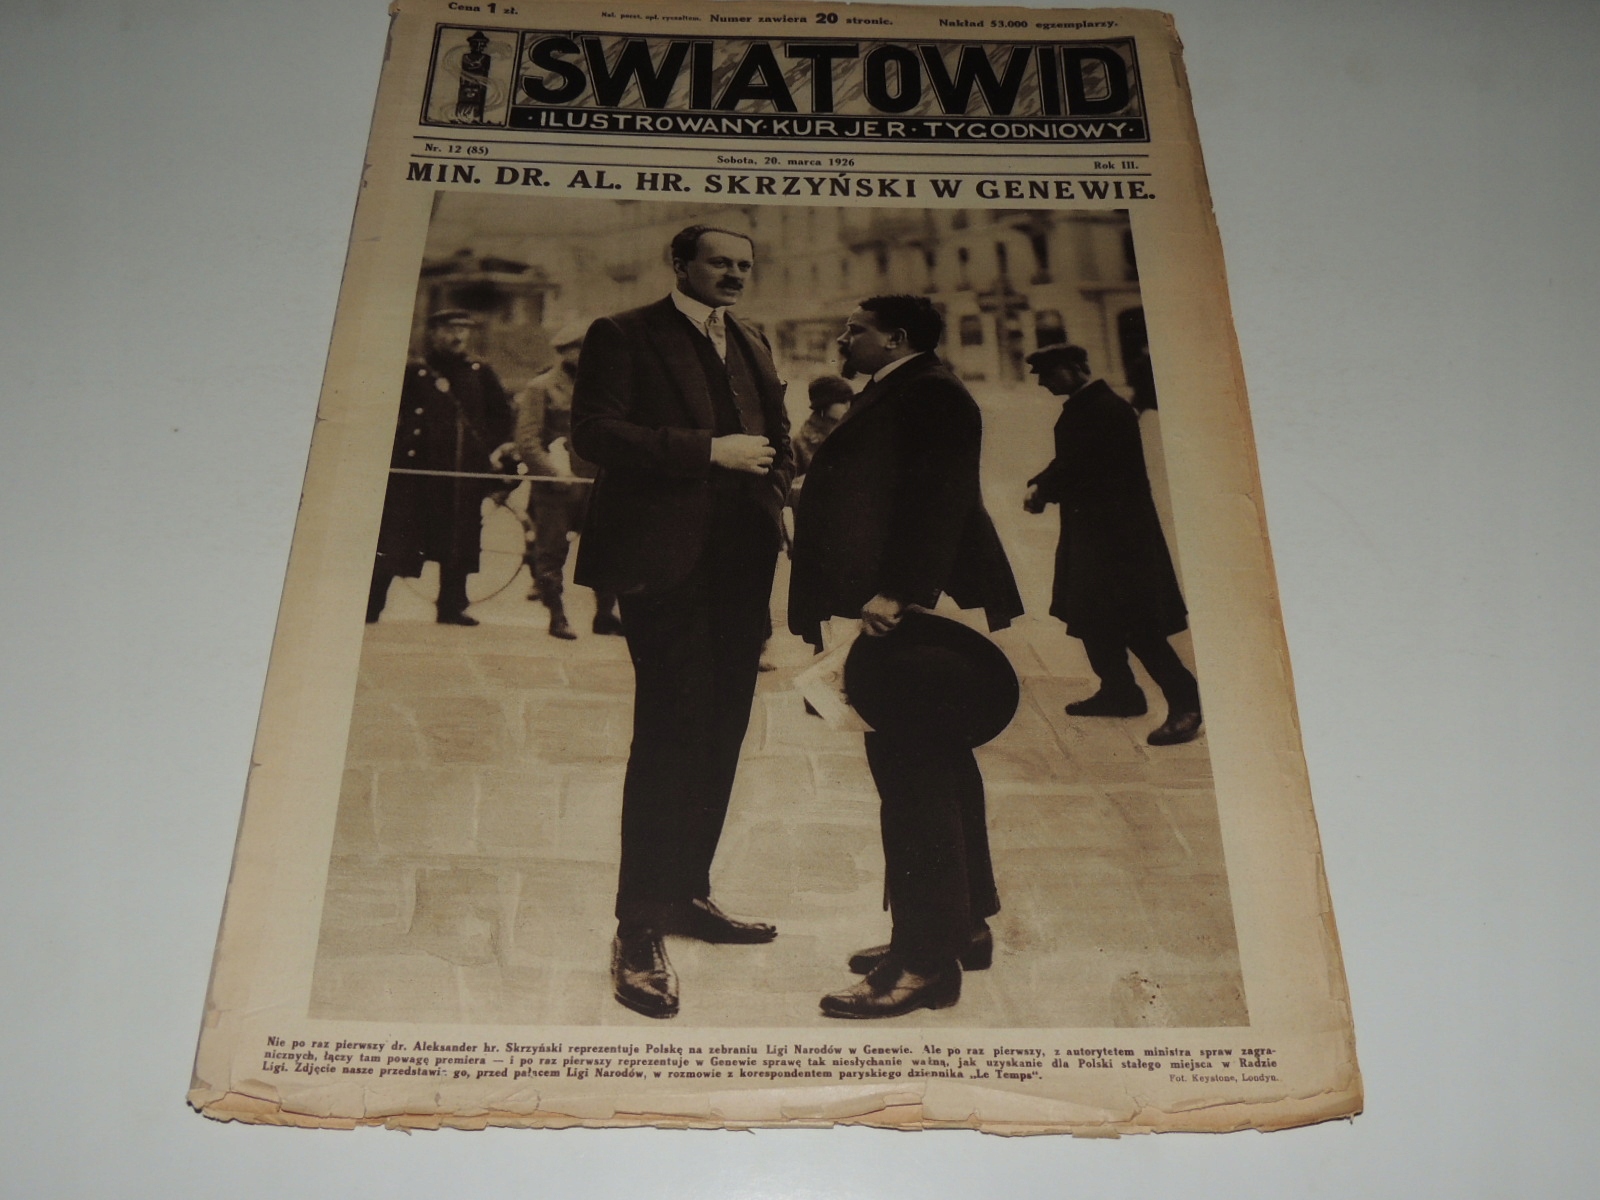 Cena 1 zł.
Nal. poczt. opł. ryczałtem. Numer zawiera 20 stronic.
Nakład 53.000 egzemplarzy.
ŚWIATOWID
· ILUSTROWANY · KURJER · TYGODNIOWY ·
Nr. 12 (85)
Sobota, 20. marca 1926
Rok III.
MIN. DR. AL. HR. SKRZYŃSKI W GENEWIE.
Nie po raz pierwszy dr. Aleksander hr. Skrzyński reprezentuje Polskę na zebraniu Ligi Narodów w Genewie. Ale po raz pierwszy, z autorytetem ministra spraw zagra-
nicznych, łączy tam powagę premiera — i po raz pierwszy reprezentuje w Genewie sprawę tak niesłychanie ważną, jak uzyskanie dla Polski stałego miejsca w Radzie
Ligi. Zdjęcie nasze przedstawia go, przed pałacem Ligi Narodów, w rozmowie z korespondentem paryskiego dziennika „Le Temps“.
Fot. Keystone, Londyn.